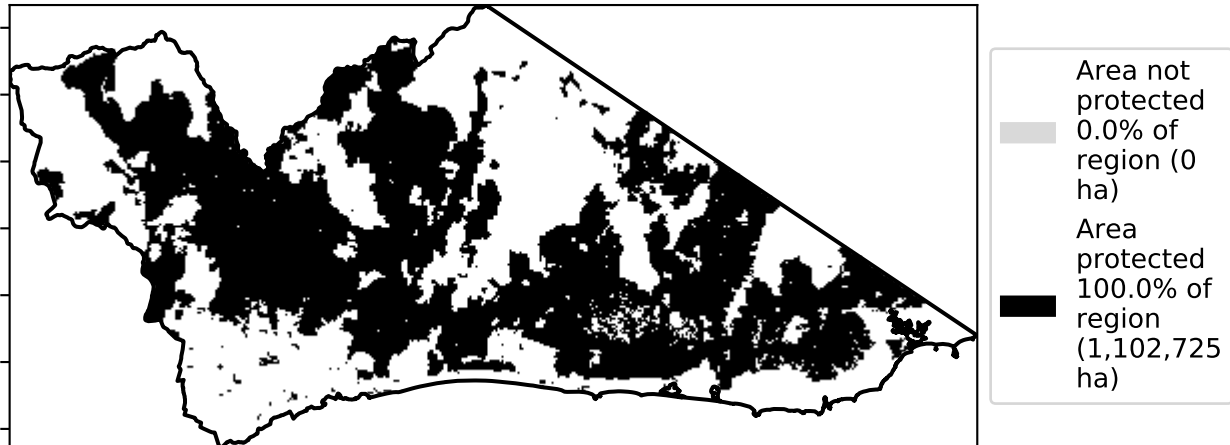 Area not
protected
0.0% of
region (0
ha)
Area
protected
100.0% of
region
(1,102,725
ha)